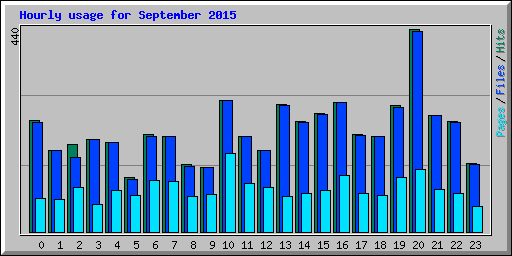 Hourly usage for September 2015
440
Pages/Files/Hits
0 1 2 3 4 5 6 7 8 9 10 11 12 13 14 15 16 17 18 19 20 21 22 23